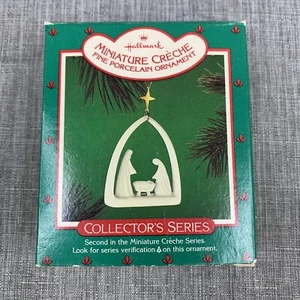 Hallmark
MINIATURE CRÈCHE
FINE PORCELAIN ORNAMENT
COLLECTOR'S SERIES
Second in the Miniature Crèche Series.
Look for series verification on this ornament.